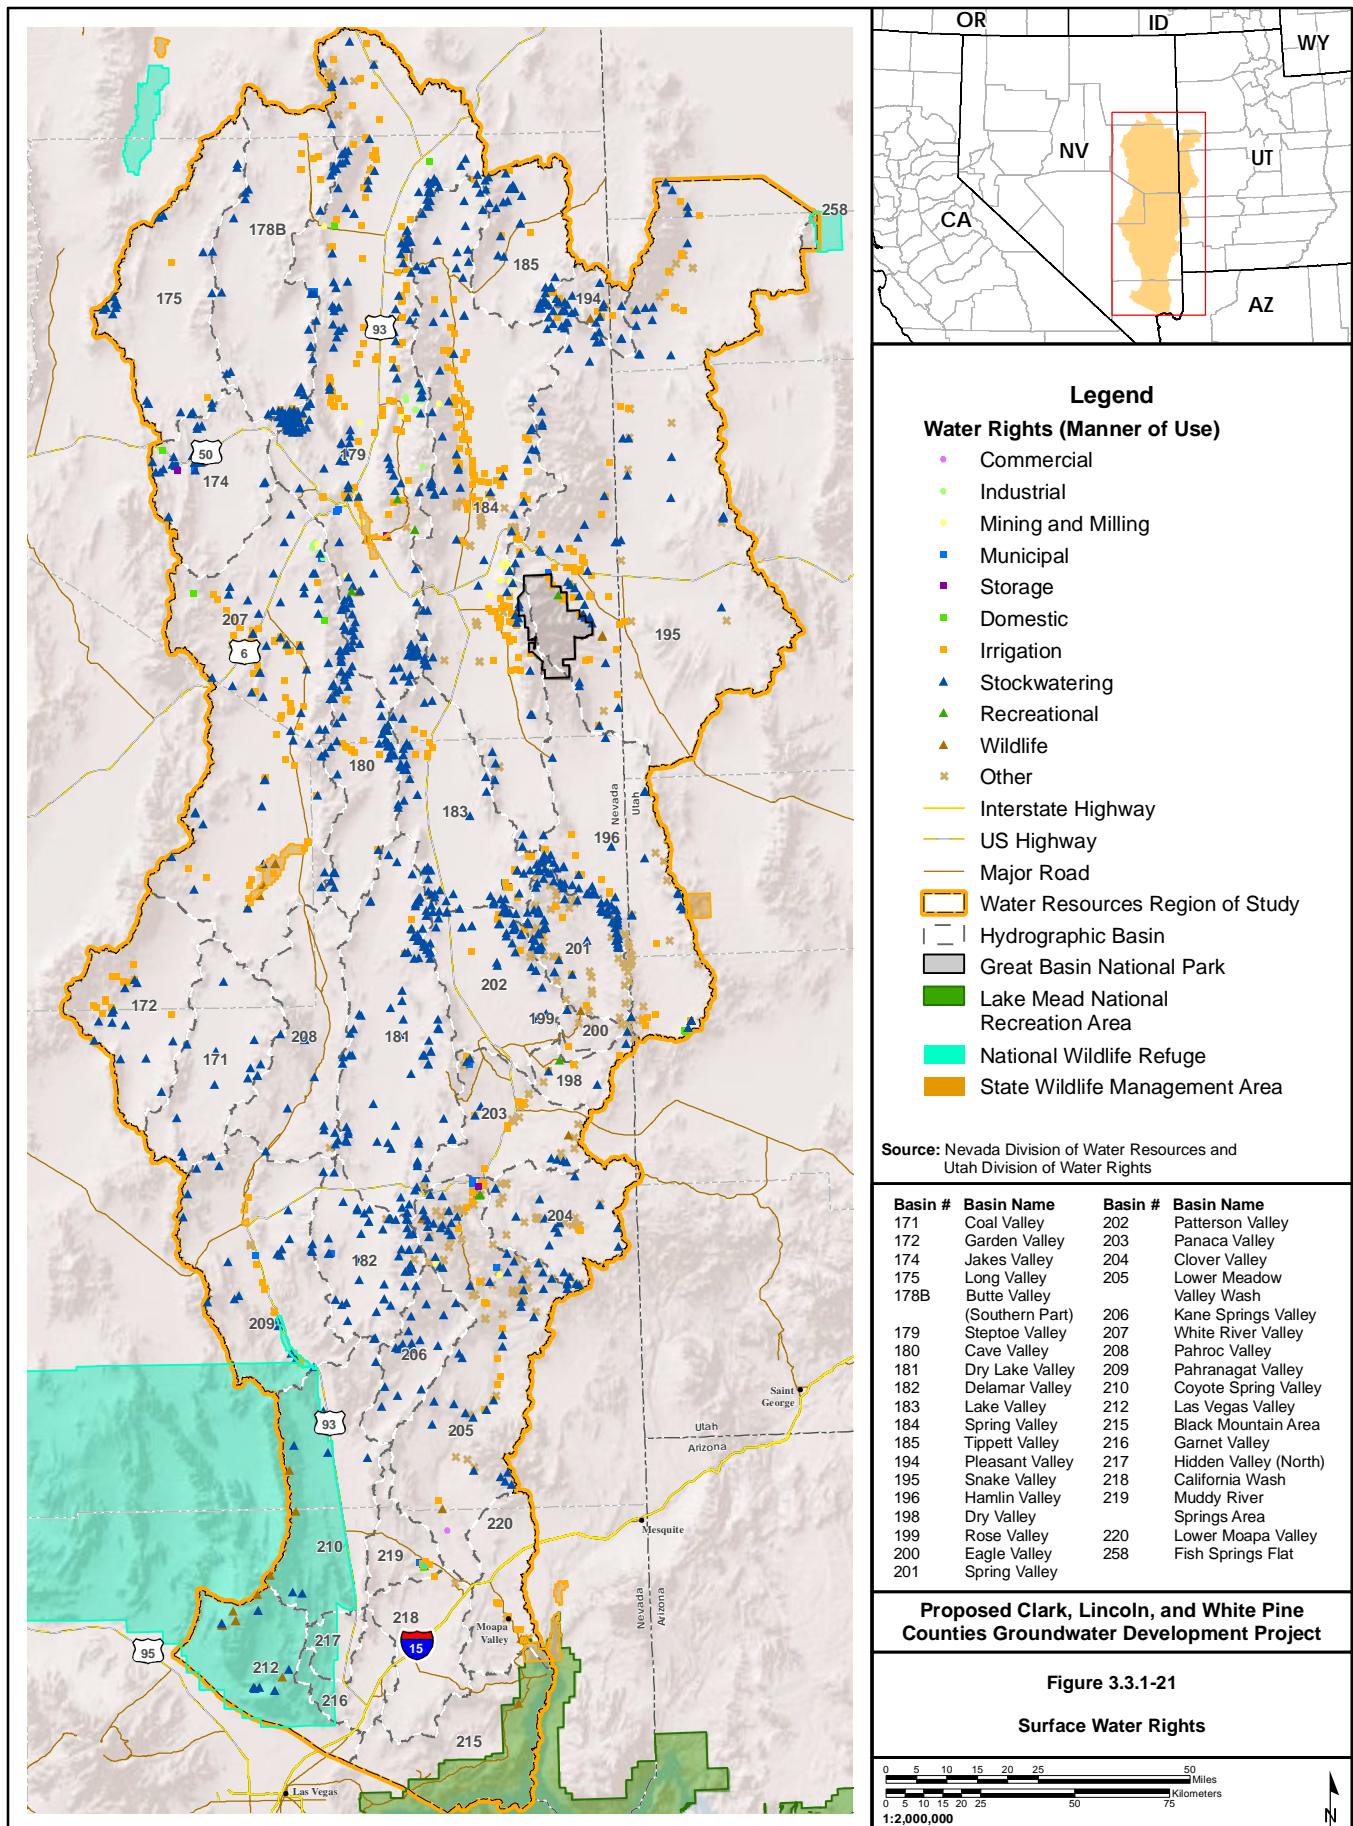 OR
ID
WY
NV
UT
CA
AZ
258
178B
185
175
194
93
50
179
174
184
207
195
6
180
183
Nevada
Utah
196
201
202
172
199
200
208
181
171
198
203
204
182
209
206
Saint
George
93
205
Utah
Arizona
220
Mesquite
210
219
218
Moapa
Valley
Nevada
Arizona
217
15
95
212
216
215
Las Vegas
Legend
Water Rights (Manner of Use)
Commercial
Industrial
Mining and Milling
Municipal
Storage
Domestic
Irrigation
Stockwatering
Recreational
Wildlife
Other
Interstate Highway
US Highway
Major Road
Water Resources Region of Study
Hydrographic Basin
Great Basin National Park
Lake Mead National
Recreation Area
National Wildlife Refuge
State Wildlife Management Area
Source: Nevada Division of Water Resources and
Utah Division of Water Rights
Basin # Basin Name Basin # Basin Name
171 Coal Valley 202 Patterson Valley
172 Garden Valley 203 Panaca Valley
174 Jakes Valley 204 Clover Valley
175 Long Valley 205 Lower Meadow
178B Butte Valley Valley Wash
(Southern Part) 206 Kane Springs Valley
179 Steptoe Valley 207 White River Valley
180 Cave Valley 208 Pahroc Valley
181 Dry Lake Valley 209 Pahranagat Valley
182 Delamar Valley 210 Coyote Spring Valley
183 Lake Valley 212 Las Vegas Valley
184 Spring Valley 215 Black Mountain Area
185 Tippett Valley 216 Garnet Valley
194 Pleasant Valley 217 Hidden Valley (North)
195 Snake Valley 218 California Wash
196 Hamlin Valley 219 Muddy River
198 Dry Valley Springs Area
199 Rose Valley 220 Lower Moapa Valley
200 Eagle Valley 258 Fish Springs Flat
201 Spring Valley
Proposed Clark, Lincoln, and White Pine
Counties Groundwater Development Project
Figure 3.3.1-21
Surface Water Rights
0 5 10 15 20 25 50
Miles
Kilometers
0 5 10 15 20 25 50 75
1:2,000,000
N